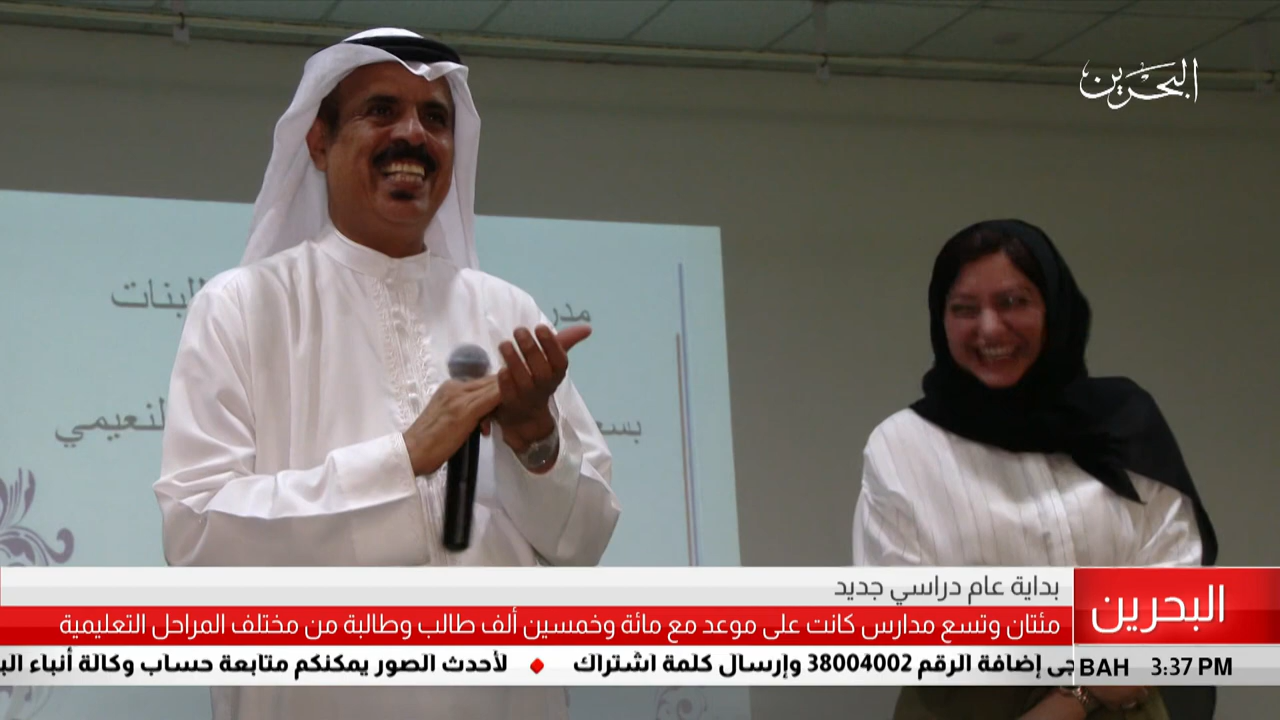 البحرين
البنات
النعيمي
بداية عام دراسي جديد
البحرين
مئتان وتسع مدارس كانت على موعد مع مائة وخمسين ألف طالب وطالبة من مختلف المراحل التعليمية
إضافة الرقم 38004002 وإرسال كلمة اشتراك ♦ لأحدث الصور يمكنكم متابعة حساب وكالة أنباء
BAH 3:37 PM